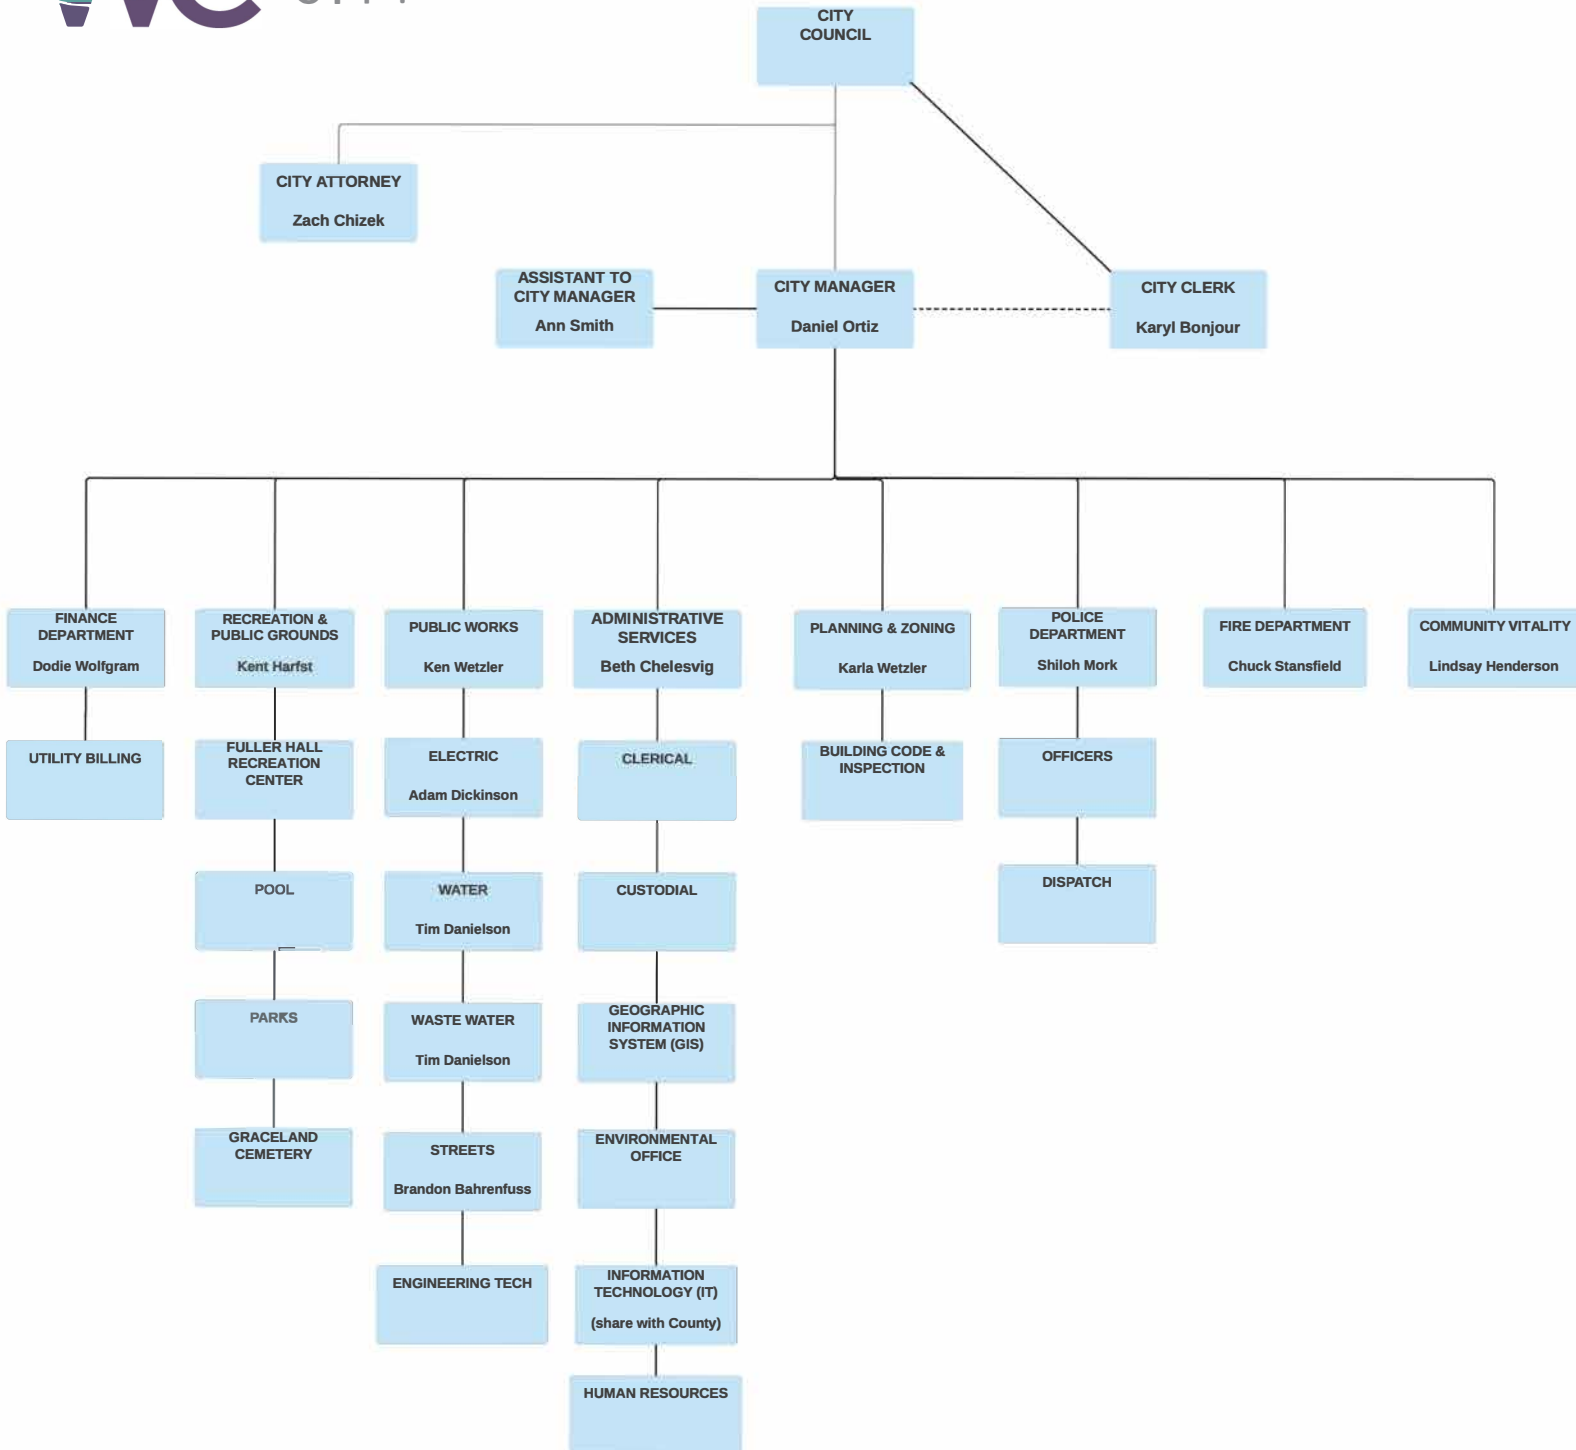 CITY
COUNCIL
CITY ATTORNEY
Zach Chizek
ASSISTANT TO
CITY MANAGER
Ann Smith
CITY MANAGER
Daniel Ortiz
CITY CLERK
Karyl Bonjour
FINANCE
DEPARTMENT
Dodie Wolfgram
RECREATION &
PUBLIC GROUNDS
Kent Harfst
PUBLIC WORKS
Ken Wetzler
ADMINISTRATIVE
SERVICES
Beth Chelesvig
PLANNING & ZONING
Karla Wetzler
POLICE
DEPARTMENT
Shiloh Mork
FIRE DEPARTMENT
Chuck Stansfield
COMMUNITY VITALITY
Lindsay Henderson
UTILITY BILLING
FULLER HALL
RECREATION
CENTER
ELECTRIC
Adam Dickinson
CLERICAL
BUILDING CODE &
INSPECTION
OFFICERS
POOL
WATER
Tim Danielson
CUSTODIAL
DISPATCH
PARKS
WASTE WATER
Tim Danielson
GEOGRAPHIC
INFORMATION
SYSTEM (GIS)
GRACELAND
CEMETERY
STREETS
Brandon Bahrenfuss
ENVIRONMENTAL
OFFICE
ENGINEERING TECH
INFORMATION
TECHNOLOGY (IT)
(share with County)
HUMAN RESOURCES